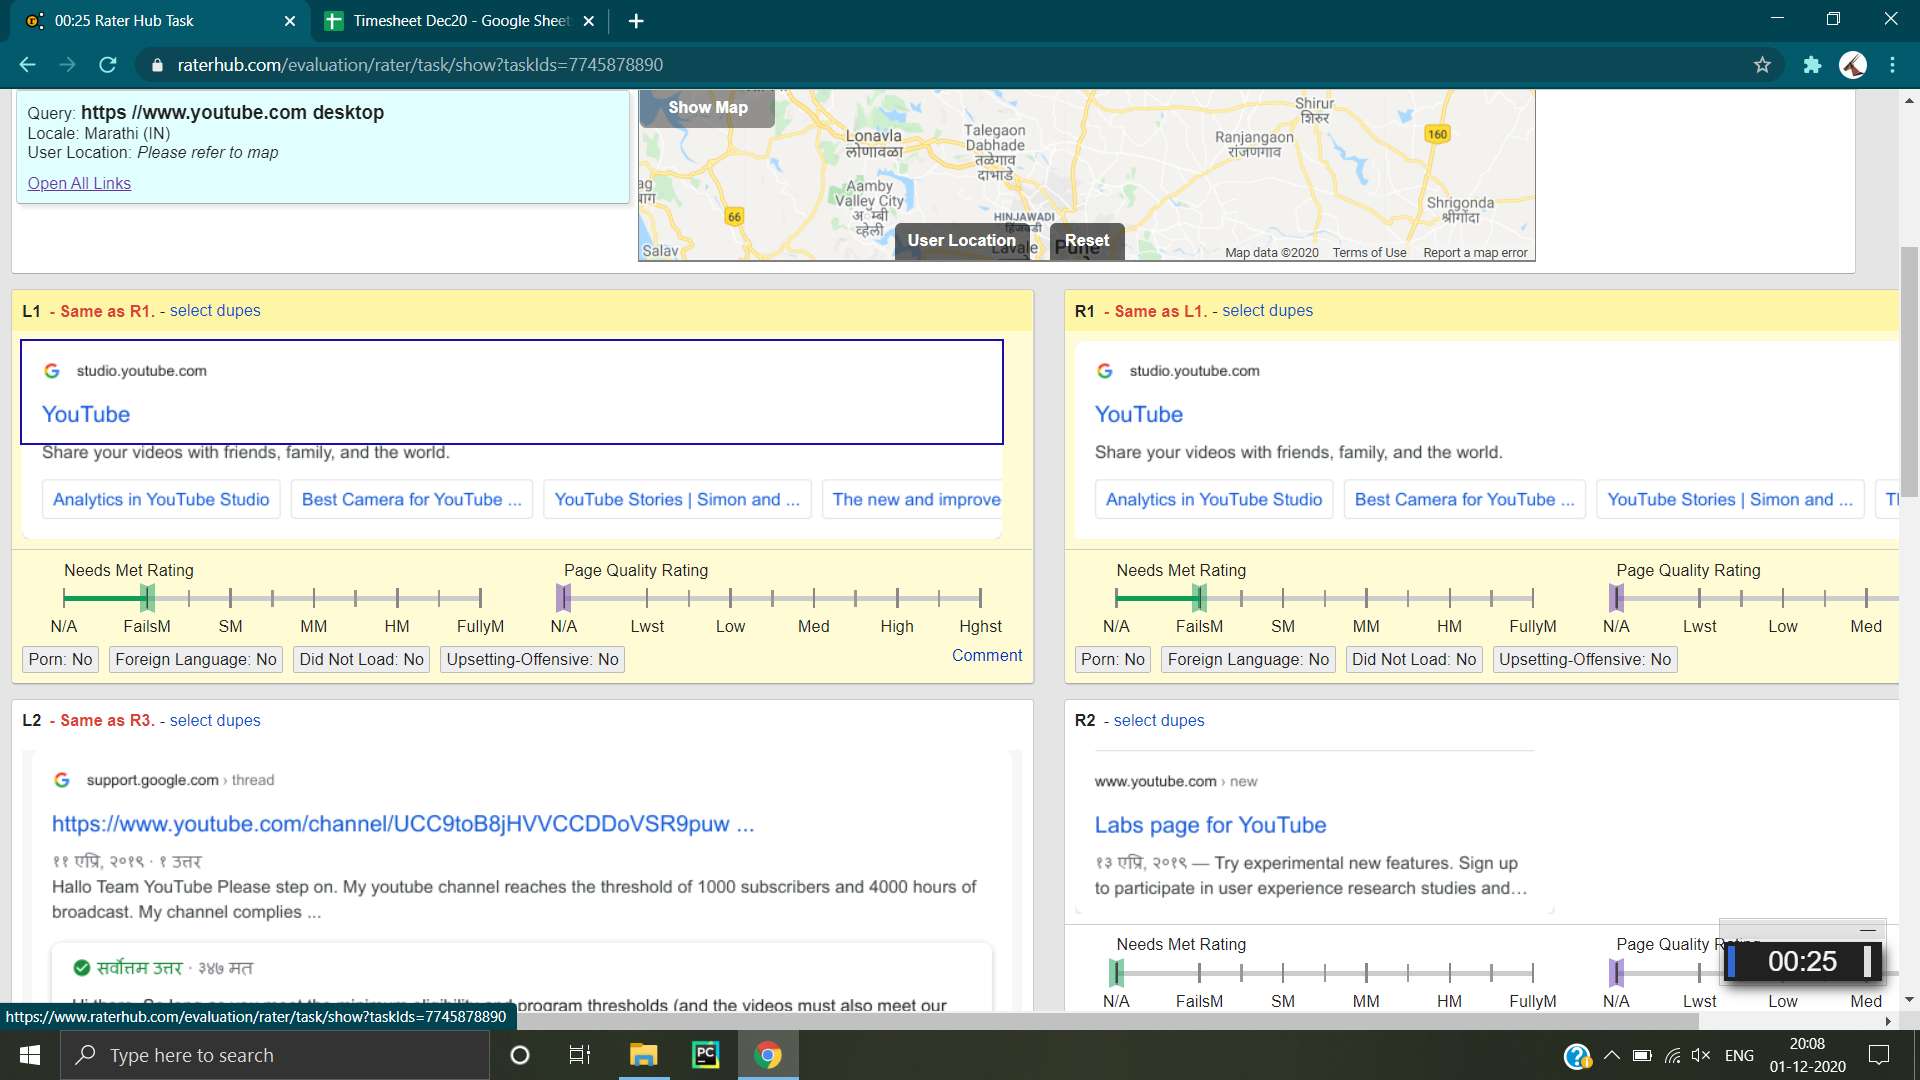 00:25 Rater Hub Task
Timesheet Dec20 - Google Sheet
raterhub.com/evaluation/rater/task/show?taskIds=7745878890
Query: https //www.youtube.com desktop
Locale: Marathi (IN)
User Location: Please refer to map
Open All Links
Show Map
Shirur
शिरुर
160
Lonavla
लोणावळा
Talegaon
Dabhade
तळेगाव
दाभाडे
Ranjangaon
रांजणगाव
Aamby
Valley City
अॅम्बी
व्हेली
66
HINJAWADI
Shrigonda
श्रीगोंदा
User Location
Reset
Salav
Map data ©2020
Terms of Use
Report a map error
L1 - Same as R1. - select dupes
studio.youtube.com
YouTube
Share your videos with friends, family, and the world.
Analytics in YouTube Studio
Best Camera for YouTube ...
YouTube Stories | Simon and ...
The new and improve
Needs Met Rating
Page Quality Rating
N/A FailsM SM MM HM FullyM
N/A Lwst Low Med High Hghst
Porn: No
Foreign Language: No
Did Not Load: No
Upsetting-Offensive: No
Comment
R1 - Same as L1. - select dupes
studio.youtube.com
YouTube
Share your videos with friends, family, and the world.
Analytics in YouTube Studio
Best Camera for YouTube ...
YouTube Stories | Simon and ...
Needs Met Rating
Page Quality Rating
N/A FailsM SM MM HM FullyM
N/A Lwst Low Med
Porn: No
Foreign Language: No
Did Not Load: No
Upsetting-Offensive: No
L2 - Same as R3. - select dupes
support.google.com › thread
https://www.youtube.com/channel/UCC9toB8jHVVCCDDoVSR9puw ...
११ एप्रि, २०१९ · १ उत्तर
Hallo Team YouTube Please step on. My youtube channel reaches the threshold of 1000 subscribers and 4000 hours of
broadcast. My channel complies ...
सर्वोत्तम उत्तर · ३४७ मत
program thresholds (and the videos must also meet our
R2 - select dupes
www.youtube.com › new
Labs page for YouTube
१३ एप्रि, २०१९ — Try experimental new features. Sign up
to participate in user experience research studies and...
Needs Met Rating
Page Quality
N/A FailsM SM MM HM FullyM
N/A Lwst Low Med
00:25
https://www.raterhub.com/evaluation/rater/task/show?taskIds=7745878890
Type here to search
PC
ENG
20:08
01-12-2020